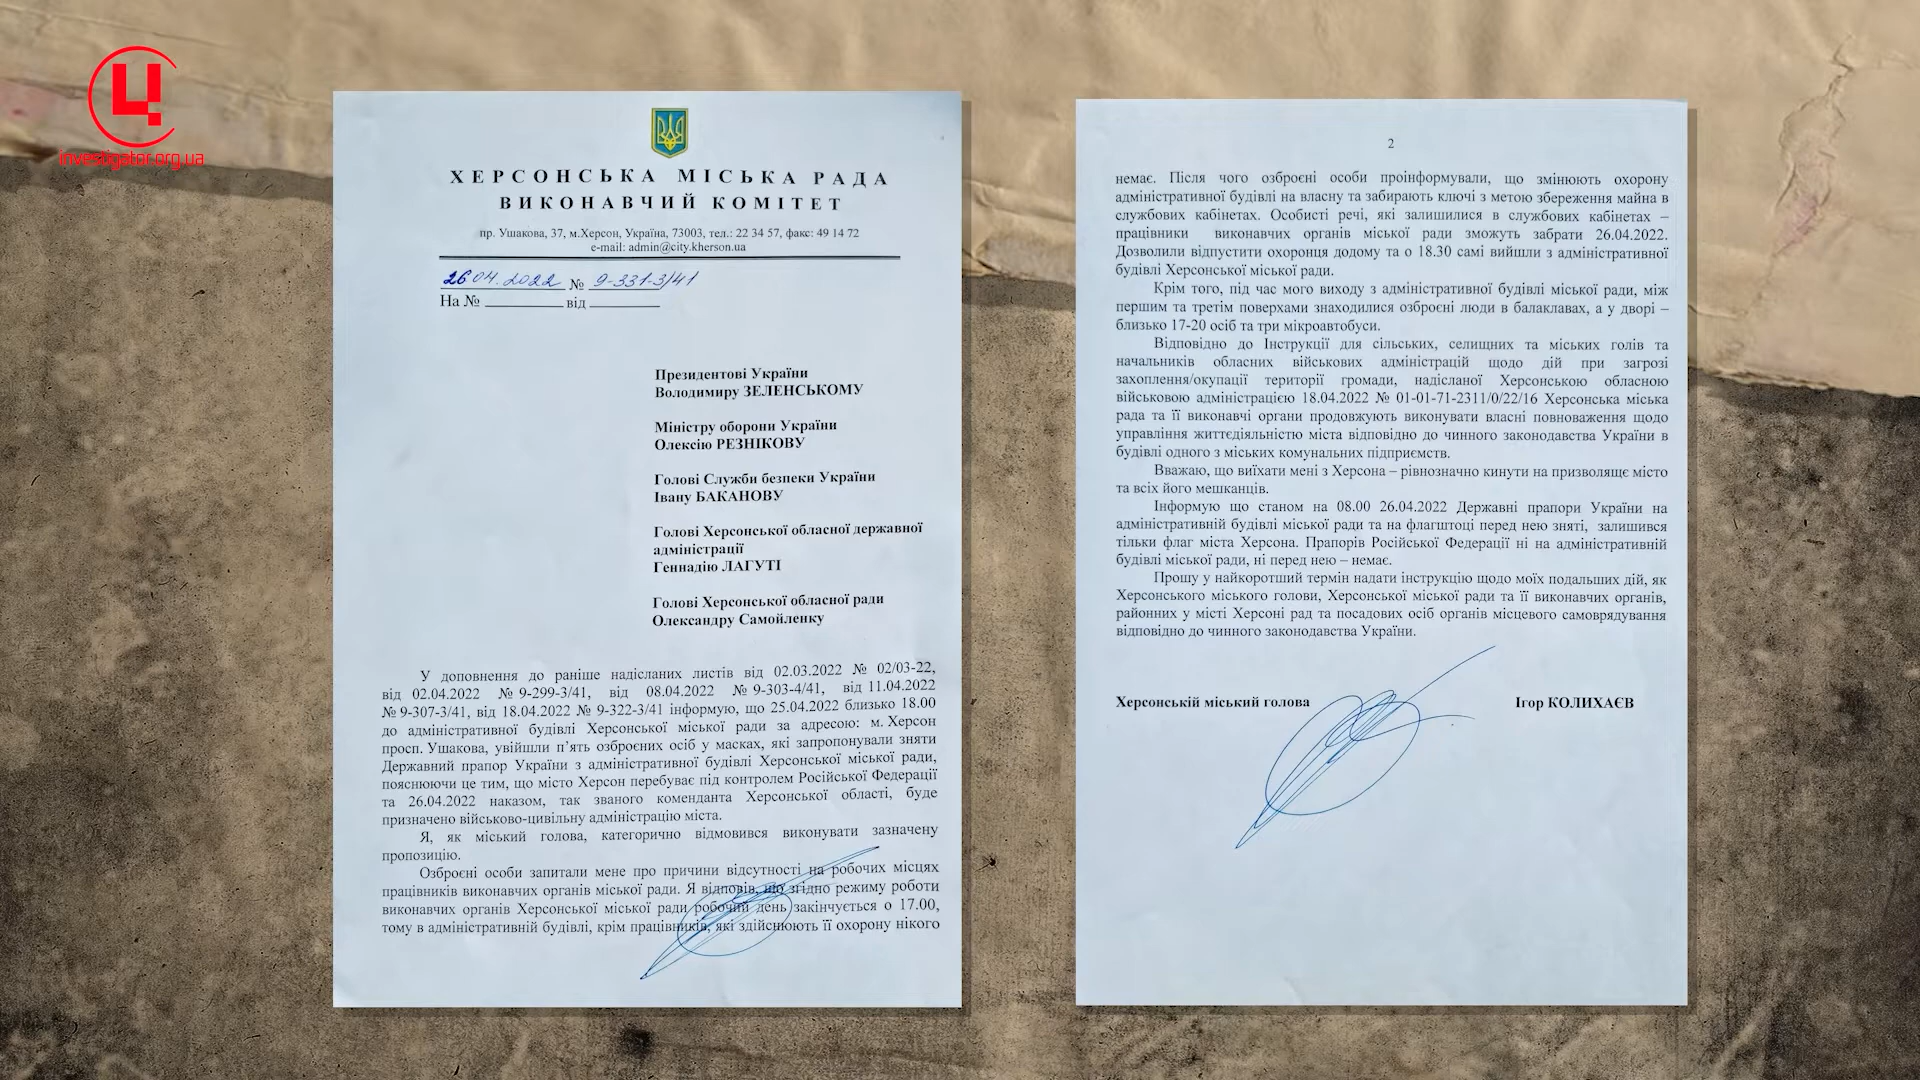 Ц
investigator.org.ua
ХЕРСОНСЬКА МІСЬКА РАДА
ВИКОНАВЧИЙ КОМІТЕТ
пр. Ушакова, 37, м.Херсон, Україна, 73003, тел.: 22 34 57, факс: 49 14 72
e-mail: admin@city.kherson.ua
26 04. 2022 № 9-331-3/41
На № від
Президентові України
Володимиру ЗЕЛЕНСЬКОМУ
Міністру оборони України
Олексію РЕЗНІКОВУ
Голові Служби безпеки України
Івану БАКАНОВУ
Голові Херсонської обласної державної
адміністрації
Геннадію ЛАГУТІ
Голові Херсонської обласної ради
Олександру Самойленку
У доповнення до раніше надісланих листів від 02.03.2022 № 02/03-22,
від 02.04.2022 № 9-299-3/41, від 08.04.2022 № 9-303-4/41, від 11.04.2022
№ 9-307-3/41, від 18.04.2022 № 9-322-3/41 інформую, що 25.04.2022 близько 18.00
до адміністративної будівлі Херсонської міської ради за адресою: м. Херсон
просп. Ушакова, увійшли п’ять озброєних осіб у масках, які запропонували зняти
Державний прапор України з адміністративної будівлі Херсонської міської ради,
пояснюючи це тим, що місто Херсон перебуває під контролем Російської Федерації
та 26.04.2022 наказом, так званого коменданта Херсонської області, буде
призначено військово-цивільну адміністрацію міста.
Я, як міський голова, категорично відмовився виконувати зазначену
пропозицію.
Озброєні особи запитали мене про причини відсутності на робочих місцях
працівників виконавчих органів міської ради. Я відповів, що згідно режиму роботи
виконавчих органів Херсонської міської ради робочий день закінчується о 17.00,
тому в адміністративній будівлі, крім працівників, які здійснюють її охорону нікого
2
немає. Після чого озброєні особи проінформували, що змінюють охорону
адміністративної будівлі на власну та забирають ключі з метою збереження майна в
службових кабінетах. Особисті речі, які залишилися в службових кабінетах –
працівники виконавчих органів міської ради зможуть забрати 26.04.2022.
Дозволили відпустити охоронця додому та о 18.30 самі вийшли з адміністративної
будівлі Херсонської міської ради.
Крім того, під час мого виходу з адміністративної будівлі міської ради, між
першим та третім поверхами знаходилися озброєні люди в балаклавах, а у дворі –
близько 17-20 осіб та три мікроавтобуси.
Відповідно до Інструкції для сільських, селищних та міських голів та
начальників обласних військових адміністрацій щодо дій при загрозі
захоплення/окупації території громади, надісланої Херсонською обласною
військовою адміністрацією 18.04.2022 № 01-01-71-2311/0/22/16 Херсонська міська
рада та її виконавчі органи продовжують виконувати власні повноваження щодо
управління життєдіяльністю міста відповідно до чинного законодавства України в
будівлі одного з міських комунальних підприємств.
Вважаю, що виїхати мені з Херсона – рівнозначно кинути на призволяще місто
та всіх його мешканців.
Інформую що станом на 08.00 26.04.2022 Державні прапори України на
адміністративній будівлі міської ради та на флагштоці перед нею зняті, залишився
тільки флаг міста Херсона. Прапорів Російської Федерації ні на адміністративній
будівлі міської ради, ні перед нею – немає.
Прошу у найкоротший термін надати інструкцію щодо моїх подальших дій, як
Херсонського міського голови, Херсонської міської ради та її виконавчих органів,
районних у місті Херсоні рад та посадових осіб органів місцевого самоврядування
відповідно до чинного законодавства України.
Херсонській міський голова Ігор КОЛИХАЄВ